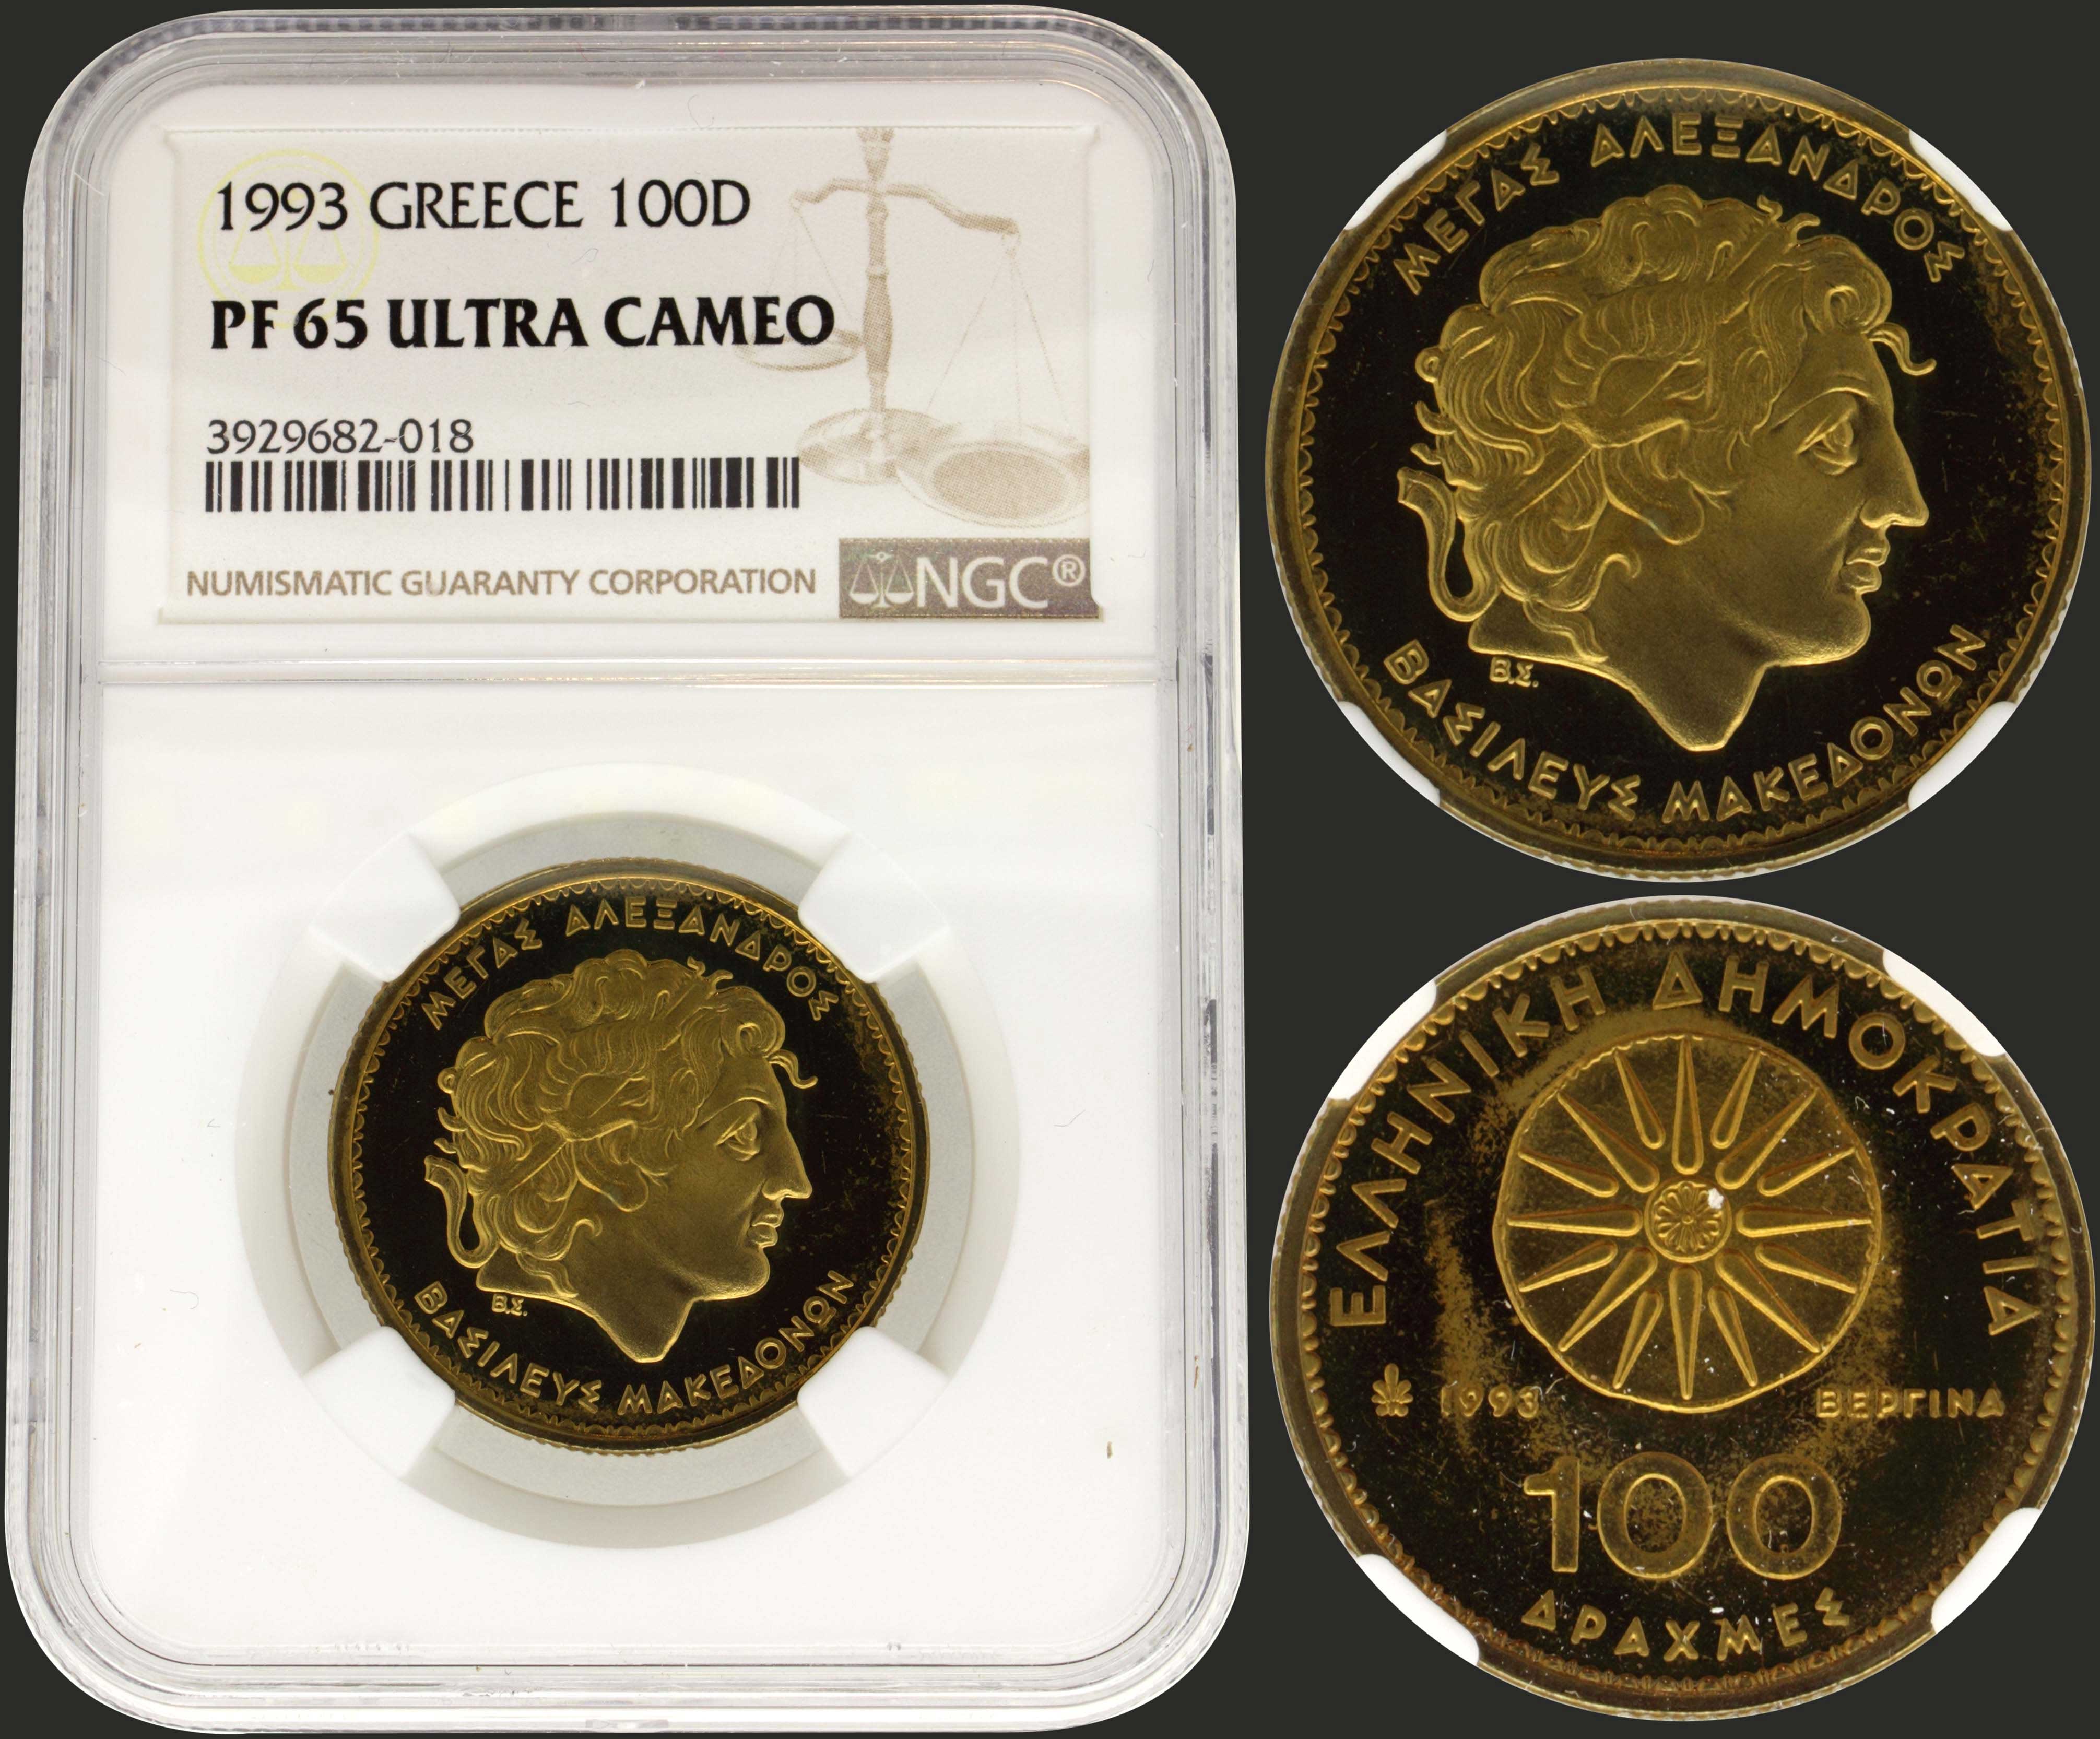 1993 GREECE 100D
PF 65 ULTRA CAMEO
3929682-018
NUMISMATIC GUARANTY CORPORATION
NGC®
ΜΕΓΑΣ ΑΛΕΞΑΝΔΡΟΣ
Β.Σ.
ΒΑΣΙΛΕΥΣ ΜΑΚΕΔΟΝΩΝ
ΜΕΓΑΣ ΑΛΕΞΑΝΔΡΟΣ
Β.Σ.
ΒΑΣΙΛΕΥΣ ΜΑΚΕΔΟΝΩΝ
ΕΛΛΗΝΙΚΗ ΔΗΜΟΚΡΑΤΙΑ
1993 ΒΕΡΓΙΝΑ
100
ΔΡΑΧΜΕΣ